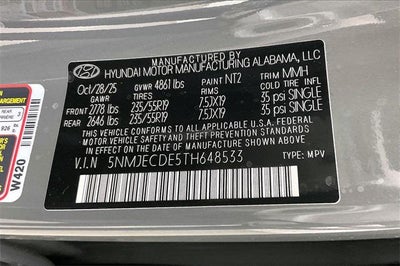 MANUFACTURED BY
HYUNDAI MOTOR MANUFACTURING ALABAMA, LLC
Oct/28/25 GVWR 4861 lbs PAINT NT2 TRIM MMH
GAWR TIRES RIMS COLD TIRE INFL
FRONT 2778 lbs 235/55R19 7.5JX19 35 psi SINGLE
REAR 2646 lbs 235/55R19 7.5JX19 35 psi SINGLE
THIS VEHICLE CONFORMS TO ALL APPLICABLE U.S. FEDERAL
MOTOR VEHICLE SAFETY, BUMPER, AND THEFT PREVENTION
STANDARDS IN EFFECT ON THE DATE OF
MANUFACTURE SHOWN ABOVE.
V.I.N 5NMJECDE5TH648533 TYPE: MPV
W420